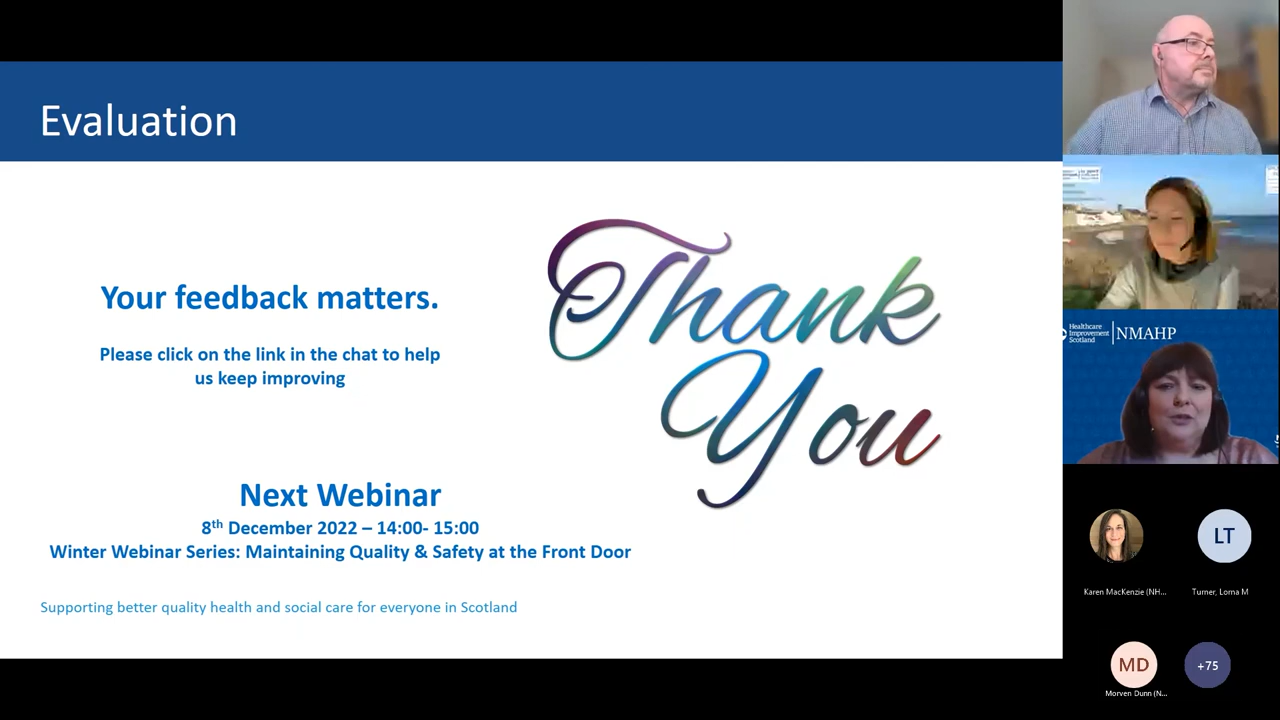 Evaluation
Your feedback matters.
Please click on the link in the chat to help
us keep improving
Thank
You
Next Webinar
8th December 2022 – 14:00- 15:00
Winter Webinar Series: Maintaining Quality & Safety at the Front Door
Supporting better quality health and social care for everyone in Scotland
Healthcare
Improvement
Scotland
NMAHP
LT
Karen MacKenzie (NH...
Turner, Lorna M
MD
+75
Morven Dunn (N...